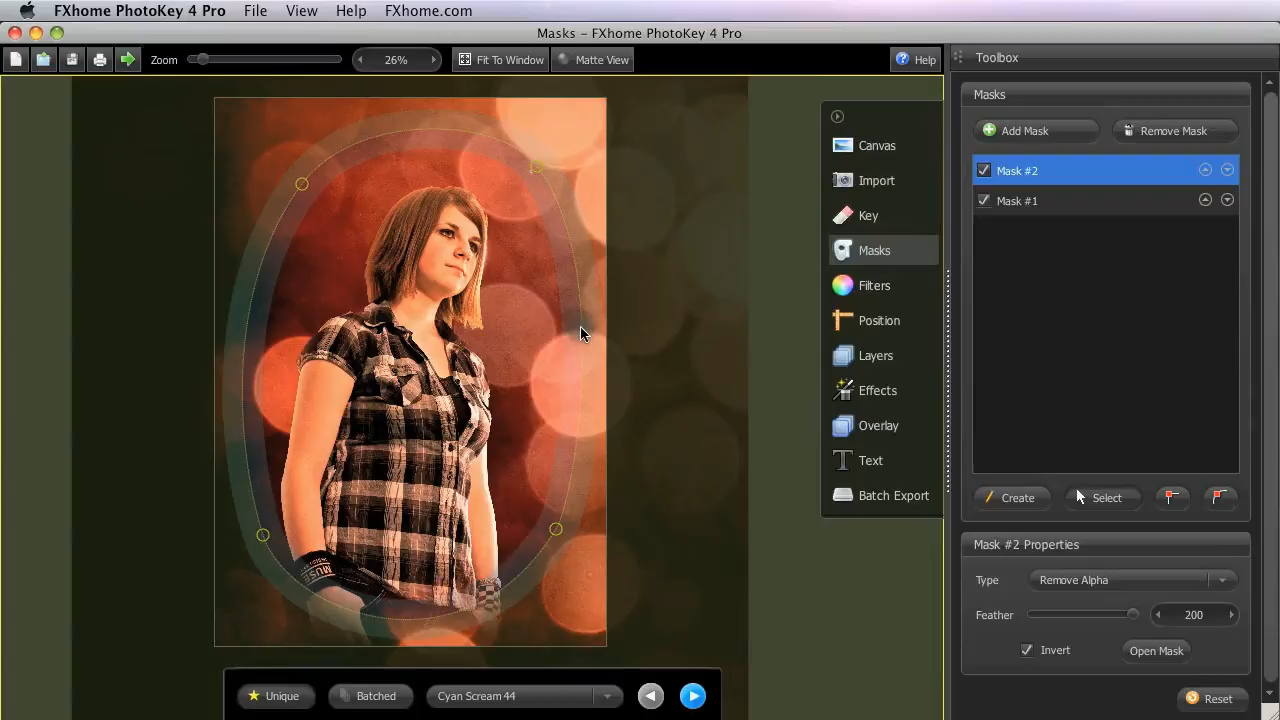 FXhome PhotoKey 4 Pro File View Help FXhome.com
Masks – FXhome PhotoKey 4 Pro
Zoom 26% Fit To Window Matte View Help
Toolbox
Masks
Add Mask Remove Mask
Mask #2
Mask #1
Create Select
Mask #2 Properties
Type Remove Alpha
Feather 200
Invert Open Mask
Reset
Canvas
Import
Key
Masks
Filters
Position
Layers
Effects
Overlay
Text
Batch Export
MUSE
Unique Batched Cyan Scream 44